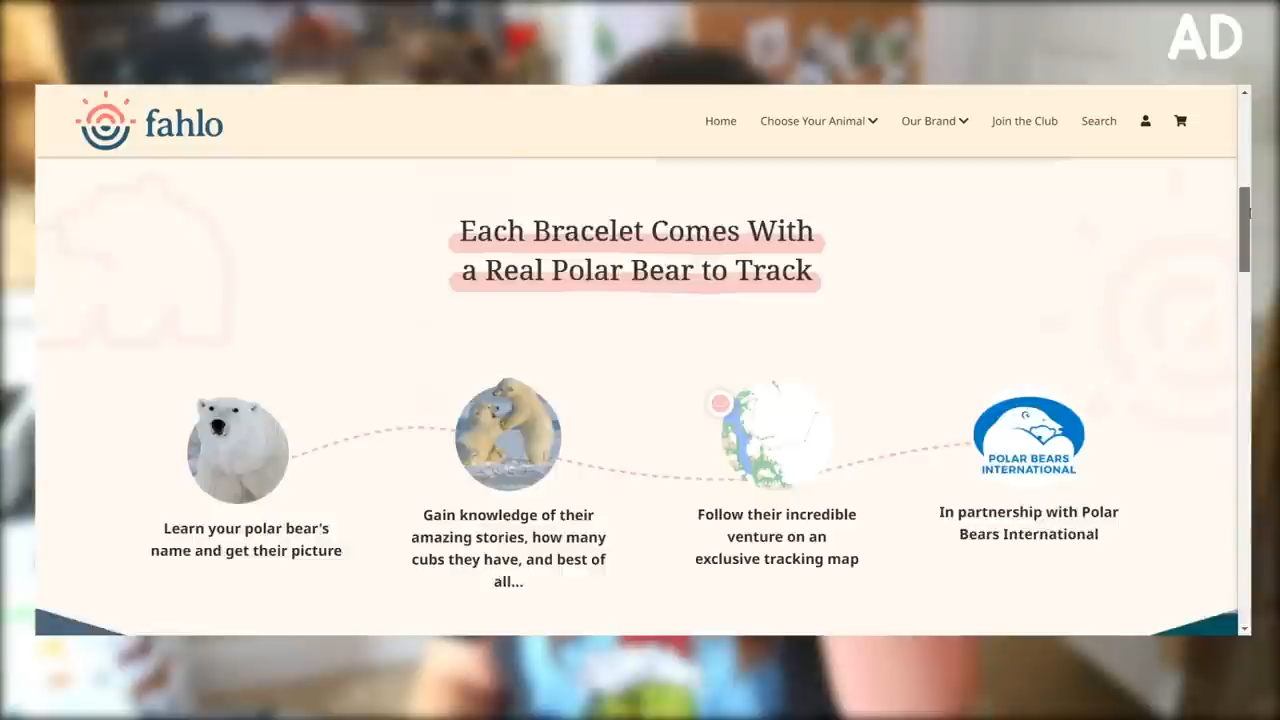 AD
fahlo
Home
Choose Your Animal
Our Brand
Join the Club
Search
Each Bracelet Comes With
a Real Polar Bear to Track
POLAR BEARS
INTERNATIONAL
Learn your polar bear's
name and get their picture
Gain knowledge of their
amazing stories, how many
cubs they have, and best of
all...
Follow their incredible
venture on an
exclusive tracking map
In partnership with Polar
Bears International